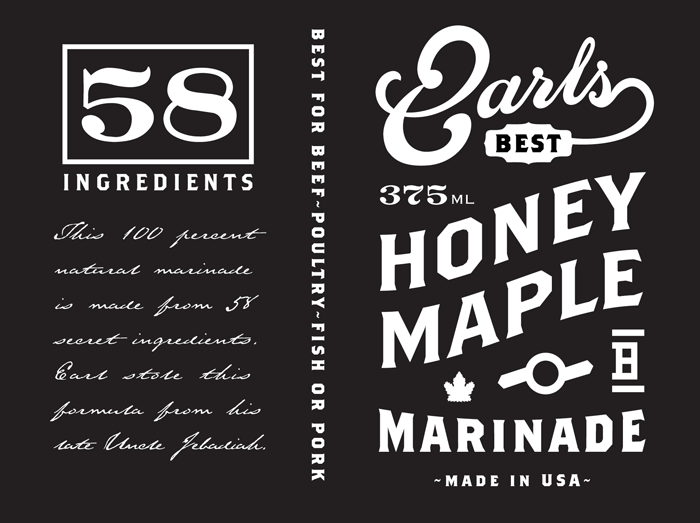 58
INGREDIENTS
This 100 percent
natural marinade
is made from 58
secret ingredients.
Earl stole this
formula from his
late Uncle Jebadiah.
BEST FOR BEEF~POULTRY~FISH OR PORK
Earls
BEST
375 ML
HONEY
MAPLE
MARINADE
~MADE IN USA~